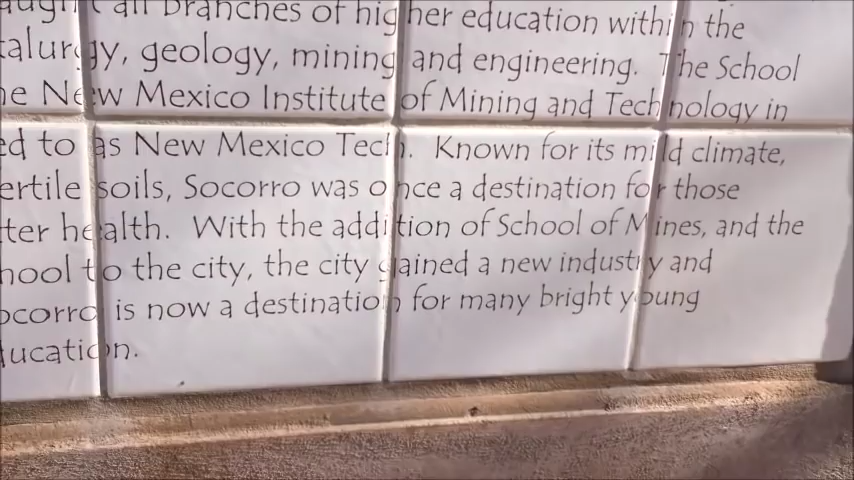 all branches of higher education within the
geology, mining and engineering. The School
New Mexico Institute of Mining and Technology in
to as New Mexico Tech. Known for its mild climate,
soils, Socorro was once a destination for those
health. With the addition of School of Mines, and the
to the city, the city gained a new industry and
is now a destination for many bright young